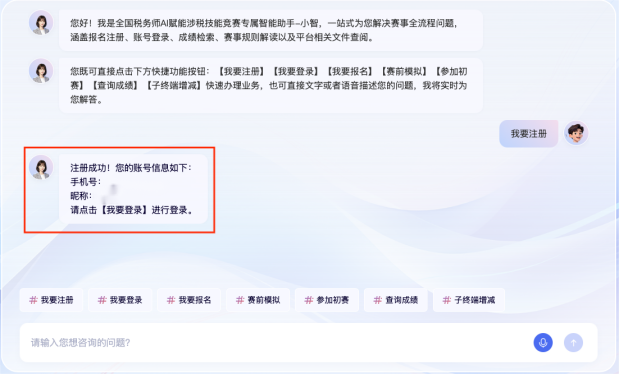 您好！我是全国税务师AI赋能涉税技能竞赛专属智能助手-小智，一站式为您解决赛事全流程问题，
涵盖报名注册、账号登录、成绩检索、赛事规则解读以及平台相关文件查阅。
您既可直接点击下方快捷功能按钮：【我要注册】【我要登录】【我要报名】【赛前模拟】【参加初
赛】【查询成绩】【子终端增减】快速办理业务，也可直接文字或者语音描述您的问题，我将实时为
您解答。
我要注册
注册成功！您的账号信息如下：
手机号：
昵称：
请点击【我要登录】进行登录。
# 我要注册 # 我要登录 # 我要报名 # 赛前模拟 # 参加初赛 # 查询成绩 # 子终端增减
请输入您想咨询的问题?